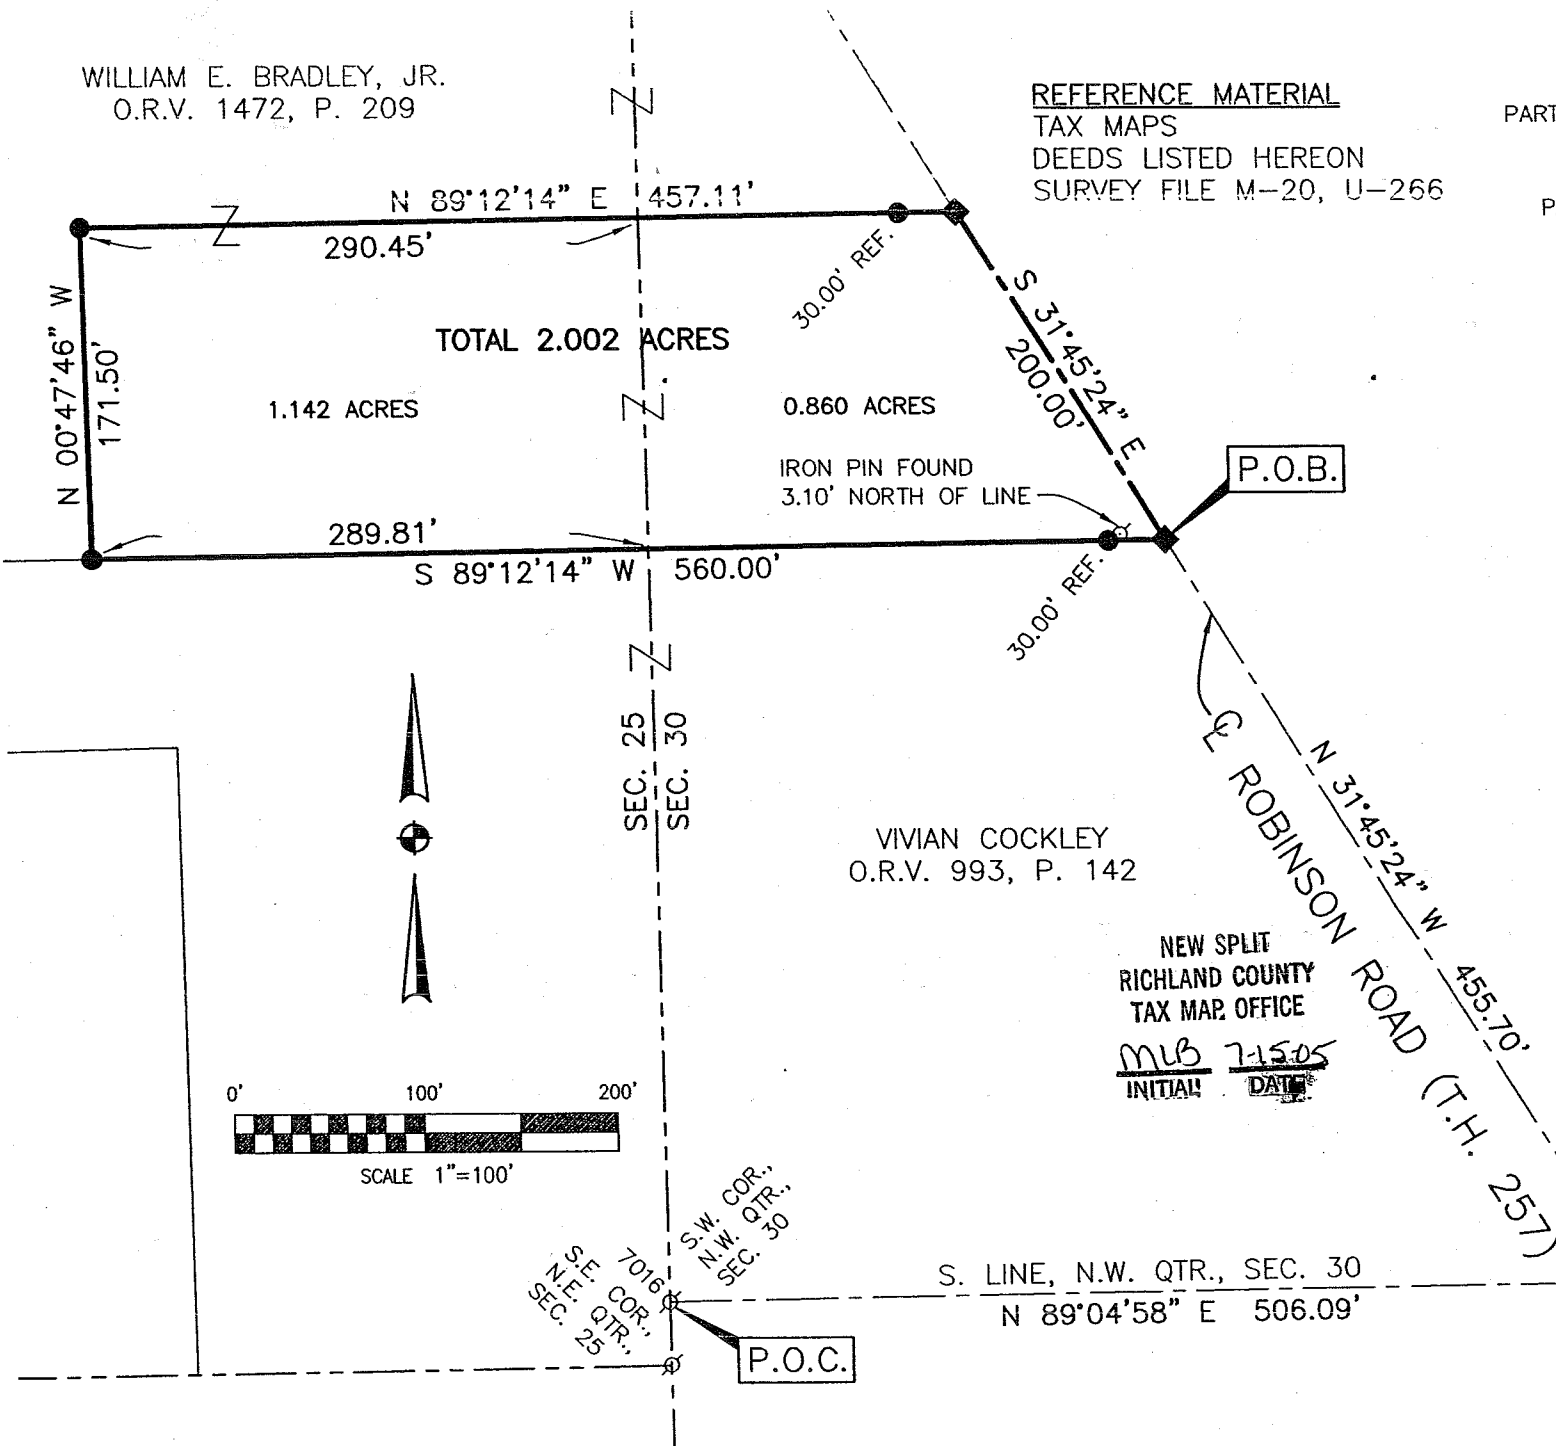 WILLIAM E. BRADLEY, JR.
O.R.V. 1472, P. 209
REFERENCE MATERIAL
TAX MAPS
DEEDS LISTED HEREON
SURVEY FILE M-20, U-266
PART
P
N 89°12'14" E 457.11'
290.45'
30.00' REF.
S 31°45'24" E
200.00'
N 00°47'46" W
171.50'
TOTAL 2.002 ACRES
1.142 ACRES
0.860 ACRES
IRON PIN FOUND
3.10' NORTH OF LINE
P.O.B.
289.81'
S 89°12'14" W 560.00'
30.00' REF.
SEC. 25
SEC. 30
℄ ROBINSON ROAD (T.H. 257)
N 31°45'24" W 455.70'
VIVIAN COCKLEY
O.R.V. 993, P. 142
NEW SPLIT
RICHLAND COUNTY
TAX MAP OFFICE
MLB 7-15-05
INITIAL DATE
0' 100' 200'
SCALE 1"=100'
S.W. COR.,
N.W. QTR.,
SEC. 30
7016
S.E. COR.,
N.E. QTR.,
SEC. 25
S. LINE, N.W. QTR., SEC. 30
N 89°04'58" E 506.09'
P.O.C.